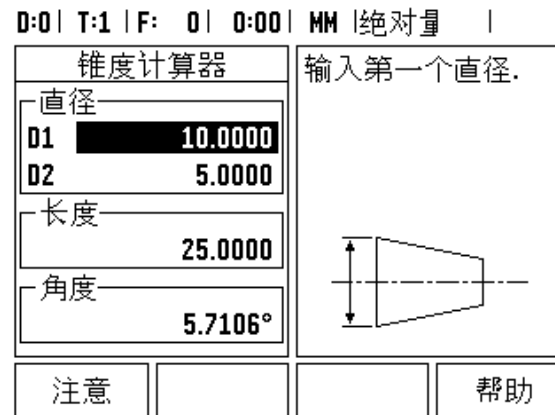 D:0| T:1 |F: 0| 0:00| MM |绝对量 |
锥度计算器
输入第一个直径.
直径
D1 10.0000
D2 5.0000
长度
25.0000
角度
5.7106°
注意
帮助